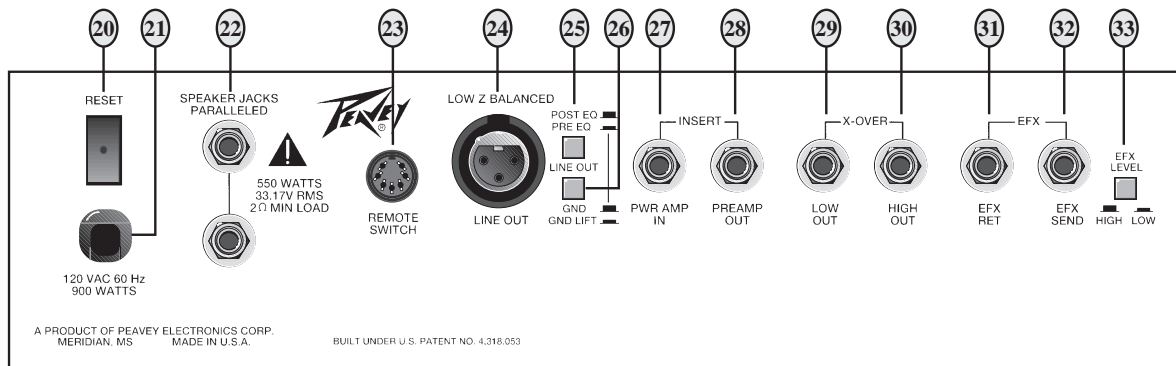 20 21 22 23 24 25 26 27 28 29 30 31 32 33
RESET
SPEAKER JACKS
PARALLELED
PEAVEY
®
LOW Z BALANCED
POST EQ
PRE EQ
INSERT
X-OVER
EFX
LINE OUT
EFX
LEVEL
550 WATTS
33.17V RMS
2Ω MIN LOAD
REMOTE
SWITCH
LINE OUT
GND
GND LIFT
PWR AMP
IN
PREAMP
OUT
LOW
OUT
HIGH
OUT
EFX
RET
EFX
SEND
HIGH LOW
120 VAC 60 Hz
900 WATTS
A PRODUCT OF PEAVEY ELECTRONICS CORP.
MERIDIAN, MS MADE IN U.S.A.
BUILT UNDER U.S. PATENT NO. 4,318,053